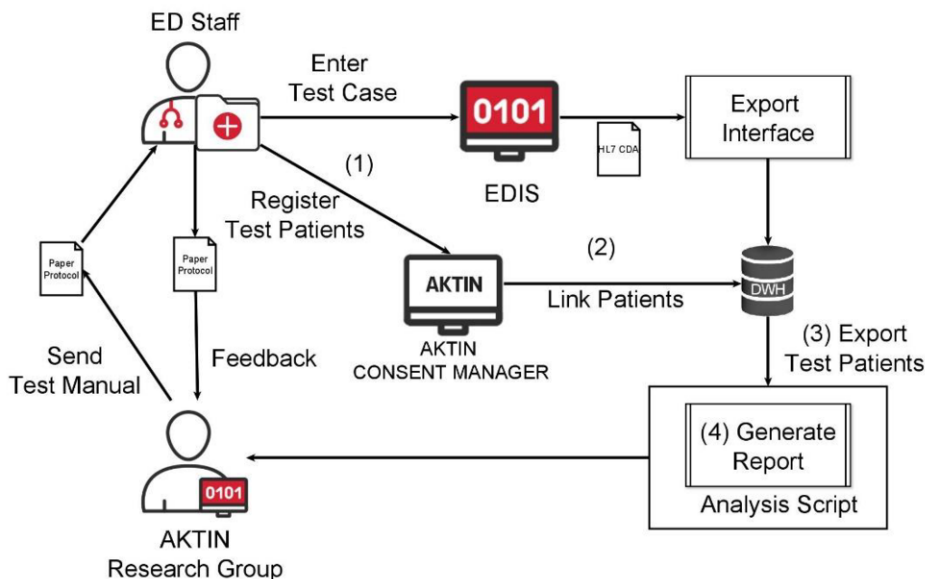 ED Staff
Enter
Test Case
0101
EDIS
HL7 CDA
Export
Interface
(1)
Register
Test Patients
Paper
Protocol
Paper
Protocol
AKTIN
AKTIN
CONSENT MANAGER
(2)
Link Patients
DWH
(3) Export
Test Patients
Send
Test Manual
Feedback
(4) Generate
Report
Analysis Script
0101
AKTIN
Research Group